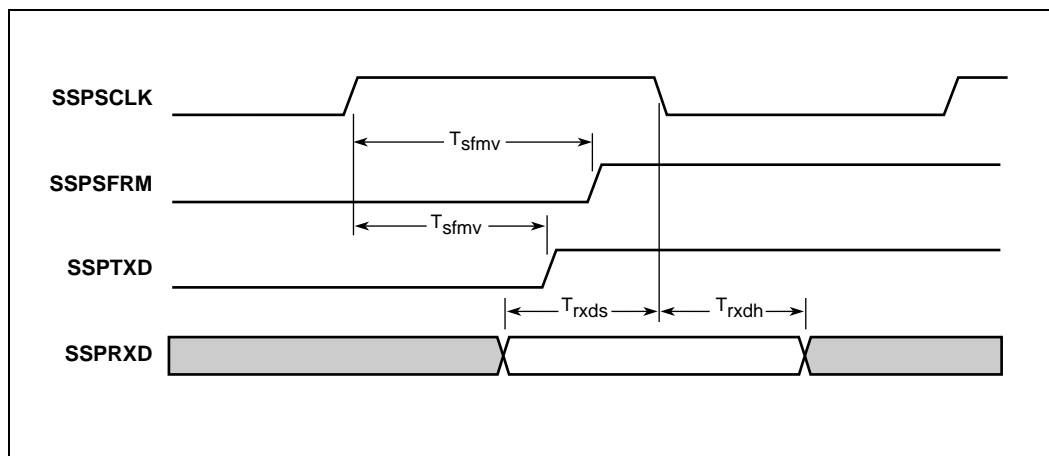 SSPSCLK
Tsfmv
SSPSFRM
Tsfmv
SSPTXD
Trxds
Trxdh
SSPRXD